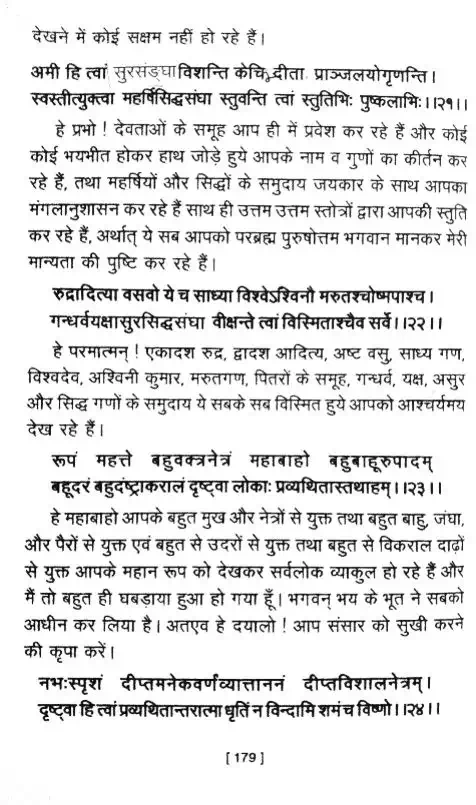 देखने में कोई सक्षम नहीं हो रहे हैं।
अमी हि त्वां सुरसङ्घाविशन्ति केचिद्भीता प्राञ्जलयोगृणन्ति।
स्वस्तीत्युक्त्वा महर्षिसिद्धसंघा स्तुवन्ति त्वां स्तुतिभिः पुष्कलाभिः।।२१।।
हे प्रभो ! देवताओं के समूह आप ही में प्रवेश कर रहे हैं और कोई
कोई भयभीत होकर हाथ जोड़े हुये आपके नाम व गुणों का कीर्तन कर
रहे हैं, तथा महर्षियों और सिद्धों के समुदाय जयकार के साथ आपका
मंगलानुशासन कर रहे हैं साथ ही उत्तम उत्तम स्तोत्रों द्वारा आपकी स्तुति
कर रहे हैं, अर्थात् ये सब आपको परब्रह्म पुरुषोत्तम भगवान मानकर मेरी
मान्यता की पुष्टि कर रहे हैं।
रुद्रादित्या वसवो ये च साध्या विश्वेऽश्विनौ मरुतश्चोष्मपाश्च।
गन्धर्वयक्षासुरसिद्धसंघा वीक्षन्ते त्वां विस्मिताश्चैव सर्वे।।२२।।
हे परमात्मन् ! एकादश रुद्र, द्वादश आदित्य, अष्ट वसु, साध्य गण,
विश्वदेव, अश्विनी कुमार, मरुतगण, पितरों के समूह, गन्धर्व, यक्ष, असुर
और सिद्ध गणों के समुदाय ये सबके सब विस्मित हुये आपको आश्चर्यमय
देख रहे हैं।
रूपं महत्ते बहुवक्त्रनेत्रं महाबाहो बहुबाहूरुपादम्
बहूदरं बहुदंष्ट्राकरालं दृष्ट्वा लोकाः प्रव्यथितास्तथाहम्।।२३।।
हे महाबाहो आपके बहुत मुख और नेत्रों से युक्त तथा बहुत बाहु, जंघा,
और पैरों से युक्त एवं बहुत से उदरों से युक्त तथा बहुत से विकराल दाढ़ों
से युक्त आपके महान रूप को देखकर सर्वलोक व्याकुल हो रहे हैं और
मैं तो बहुत ही घबड़ाया हुआ हो गया हूँ। भगवन् भय के भूत ने सबको
आधीन कर लिया है। अतएव हे दयालो ! आप संसार को सुखी करने
की कृपा करें।
नभःस्पृशं दीप्तमनेकवर्णंव्यात्ताननं दीप्तविशालनेत्रम्।
दृष्ट्वा हि त्वां प्रव्यथितान्तरात्मा धृतिं न विन्दामि शमंच विष्णो।।२४।।
[ 179 ]